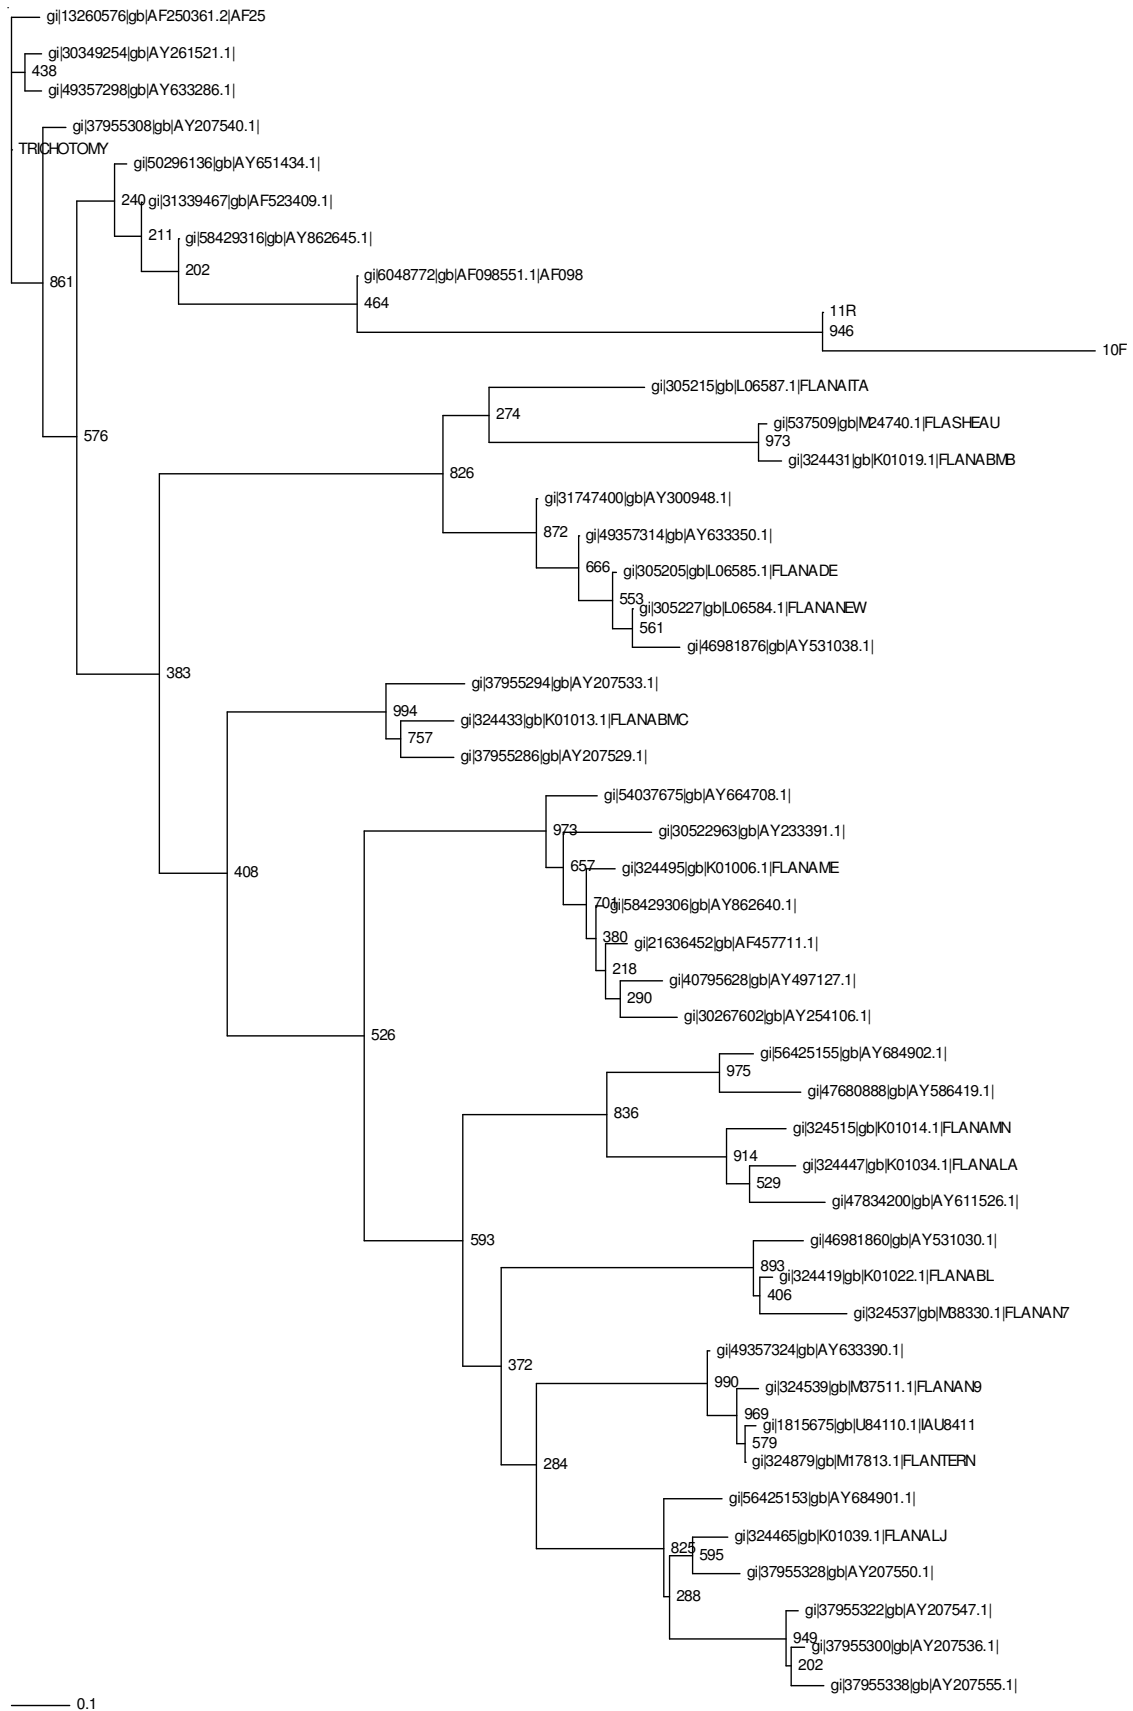 gi|13260576|gb|AF250361.2|AF25
gi|30349254|gb|AY261521.1|
438
gi|49357298|gb|AY633286.1|
gi|37955308|gb|AY207540.1|
TRICHOTOMY
gi|50296136|gb|AY651434.1|
240 gi|31339467|gb|AF523409.1|
211 gi|58429316|gb|AY862645.1|
202
gi|6048772|gb|AF098551.1|AF098
861
464
11R
946
10F
gi|305215|gb|L06587.1|FLANAITA
274
gi|537509|gb|M24740.1|FLASHEAU
576
973
gi|324431|gb|K01019.1|FLANABMB
826
gi|31747400|gb|AY300948.1|
872 gi|49357314|gb|AY633350.1|
666 gi|305205|gb|L06585.1|FLANADE
553 gi|305227|gb|L06584.1|FLANANEW
561
gi|46981876|gb|AY531038.1|
383
gi|37955294|gb|AY207533.1|
994
gi|324433|gb|K01013.1|FLANABMC
757
gi|37955286|gb|AY207529.1|
gi|54037675|gb|AY664708.1|
973 gi|30522963|gb|AY233391.1|
657 gi|324495|gb|K01006.1|FLANAME
408
701 gi|58429306|gb|AY862640.1|
380 gi|21636452|gb|AF457711.1|
218
gi|40795628|gb|AY497127.1|
290
gi|30267602|gb|AY254106.1|
526
gi|56425155|gb|AY684902.1|
975
gi|47680888|gb|AY586419.1|
836
gi|324515|gb|K01014.1|FLANAMN
914
gi|324447|gb|K01034.1|FLANALA
529
gi|47834200|gb|AY611526.1|
593
gi|46981860|gb|AY531030.1|
893
gi|324419|gb|K01022.1|FLANABL
406
gi|324537|gb|M38330.1|FLANAN7
gi|49357324|gb|AY633390.1|
372
990 gi|324539|gb|M37511.1|FLANAN9
969
gi|1815675|gb|U84110.1|IAU8411
579
gi|324879|gb|M17813.1|FLANTERN
284
gi|56425153|gb|AY684901.1|
gi|324465|gb|K01039.1|FLANALJ
825 595
gi|37955328|gb|AY207550.1|
288
gi|37955322|gb|AY207547.1|
949 gi|37955300|gb|AY207536.1|
202
gi|37955338|gb|AY207555.1|
0.1